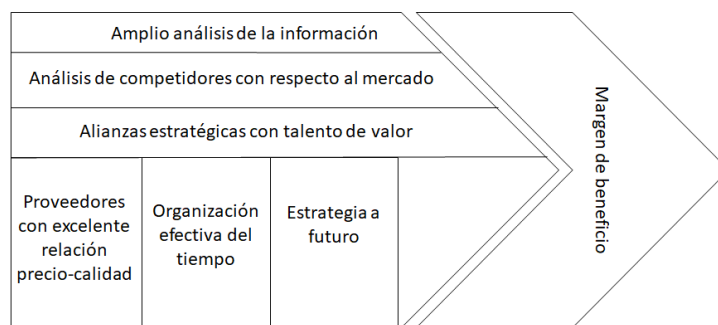 Amplio análisis de la información
Análisis de competidores con respecto al mercado
Alianzas estratégicas con talento de valor
Proveedores
con excelente
relación
precio-calidad
Organización
efectiva del
tiempo
Estrategia a
futuro
Margen de beneficio